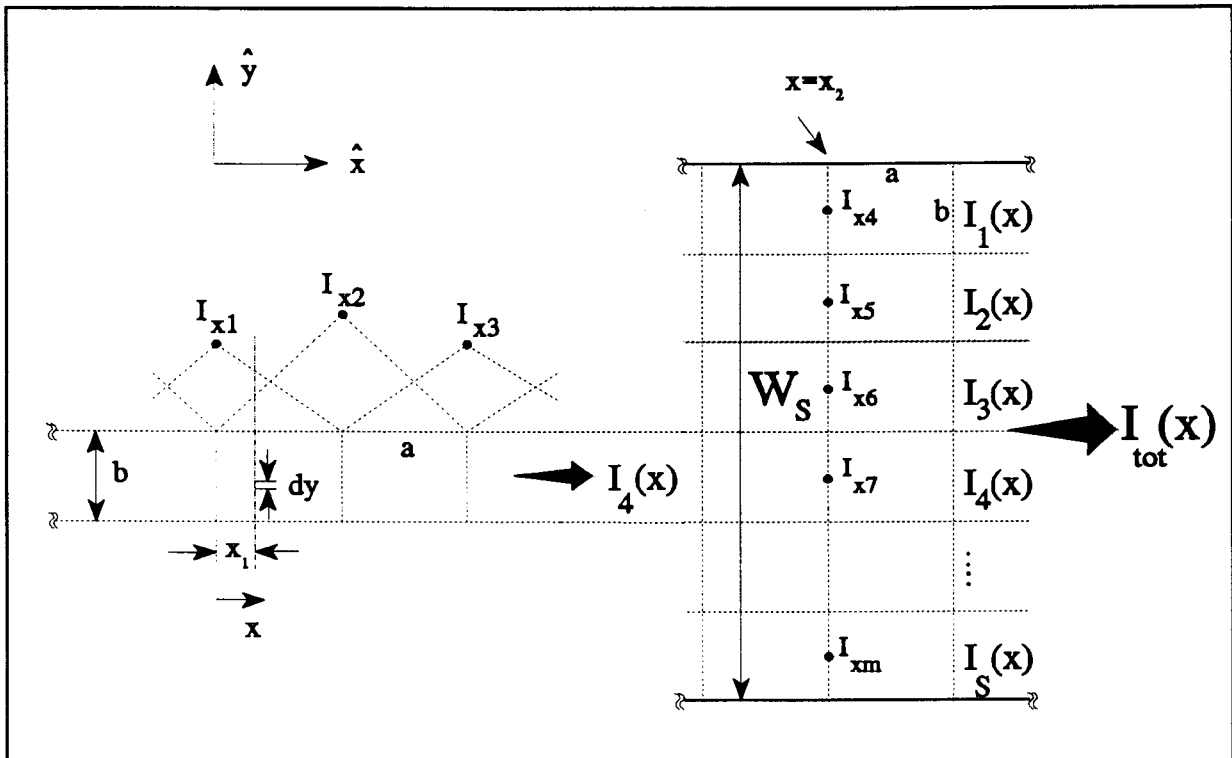 ŷ
x̂
x=x₂
a
I_x4
b
I_1(x)
I_x1
I_x2
I_x3
I_x5
I_2(x)
W_S
I_x6
I_3(x)
I_tot(x)
b
a
dy
I_4(x)
I_x7
I_4(x)
x₁
x
I_xm
I_S(x)